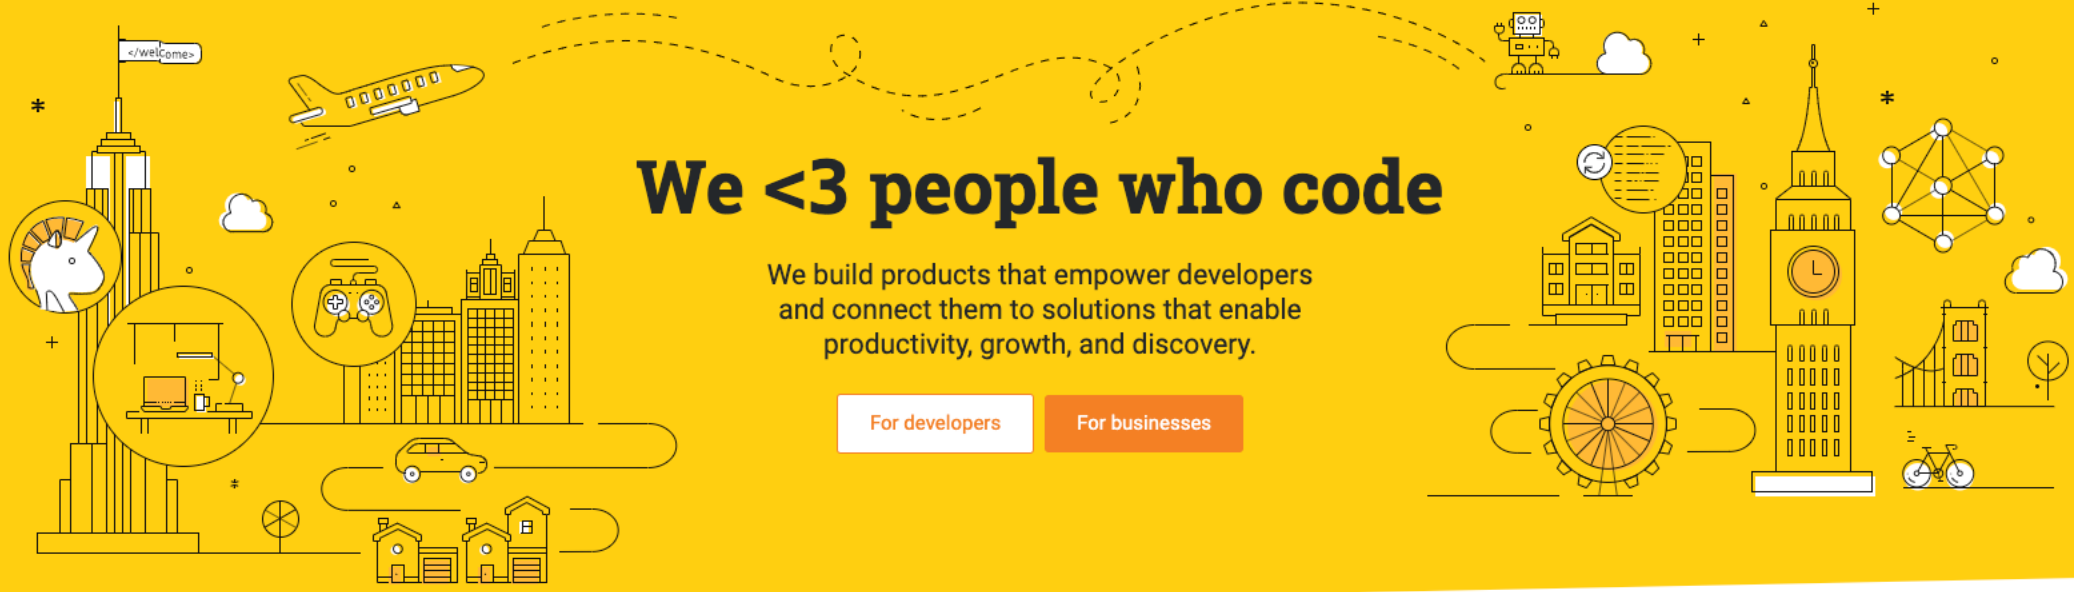 </welcome>
We <3 people who code
We build products that empower developers
and connect them to solutions that enable
productivity, growth, and discovery.
For developers
For businesses